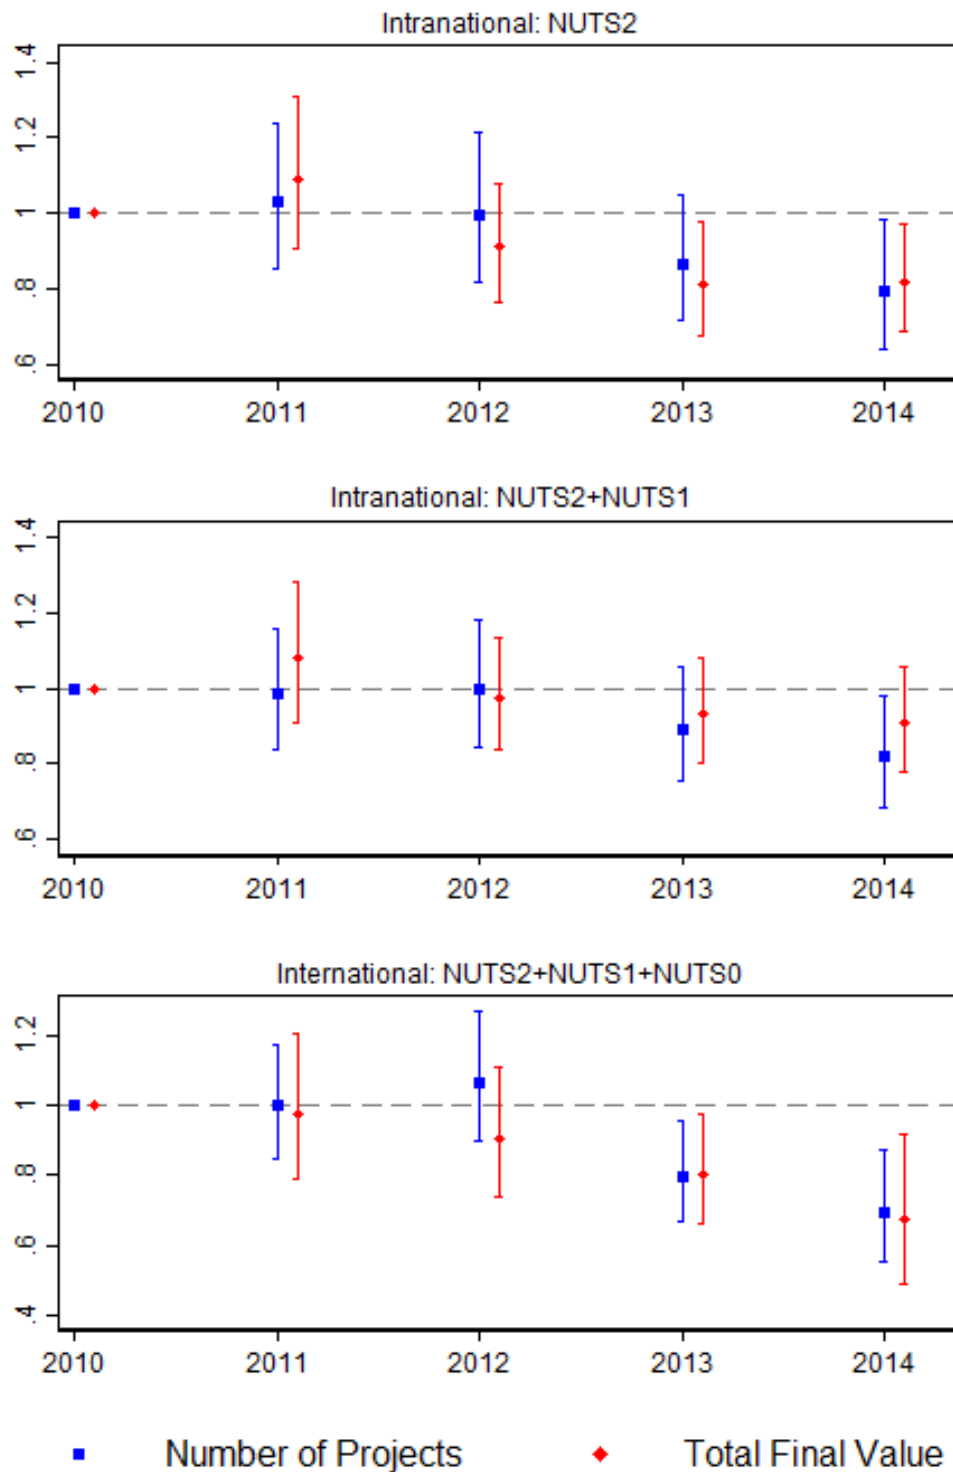 Intranational: NUTS2
1.4
1.2
1
.8
.6
2010 2011 2012 2013 2014
Intranational: NUTS2+NUTS1
1.4
1.2
1
.8
.6
2010 2011 2012 2013 2014
International: NUTS2+NUTS1+NUTS0
1.2
1
.8
.6
.4
2010 2011 2012 2013 2014
Number of Projects Total Final Value